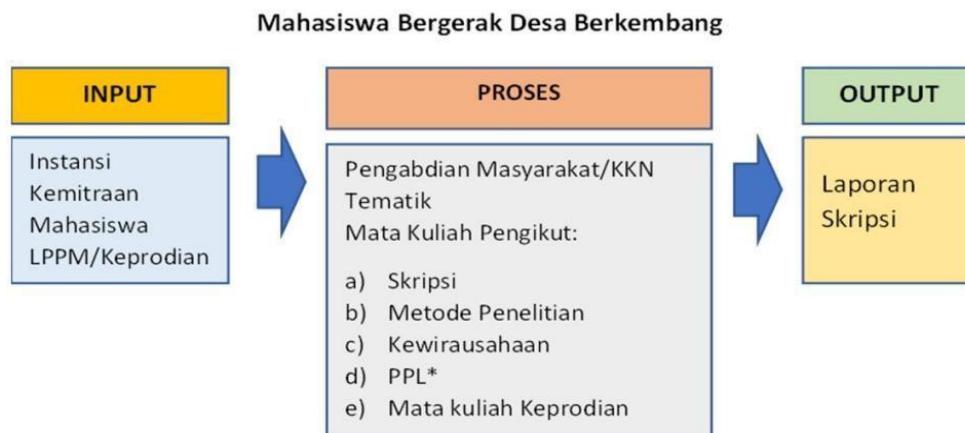 Mahasiswa Bergerak Desa Berkembang
INPUT
Instansi
Kemitraan
Mahasiswa
LPPM/Keprodian
PROSES
Pengabdian Masyarakat/KKN
Tematik
Mata Kuliah Pengikut:
a) Skripsi
b) Metode Penelitian
c) Kewirausahaan
d) PPL*
e) Mata kuliah Keprodian
OUTPUT
Laporan
Skripsi